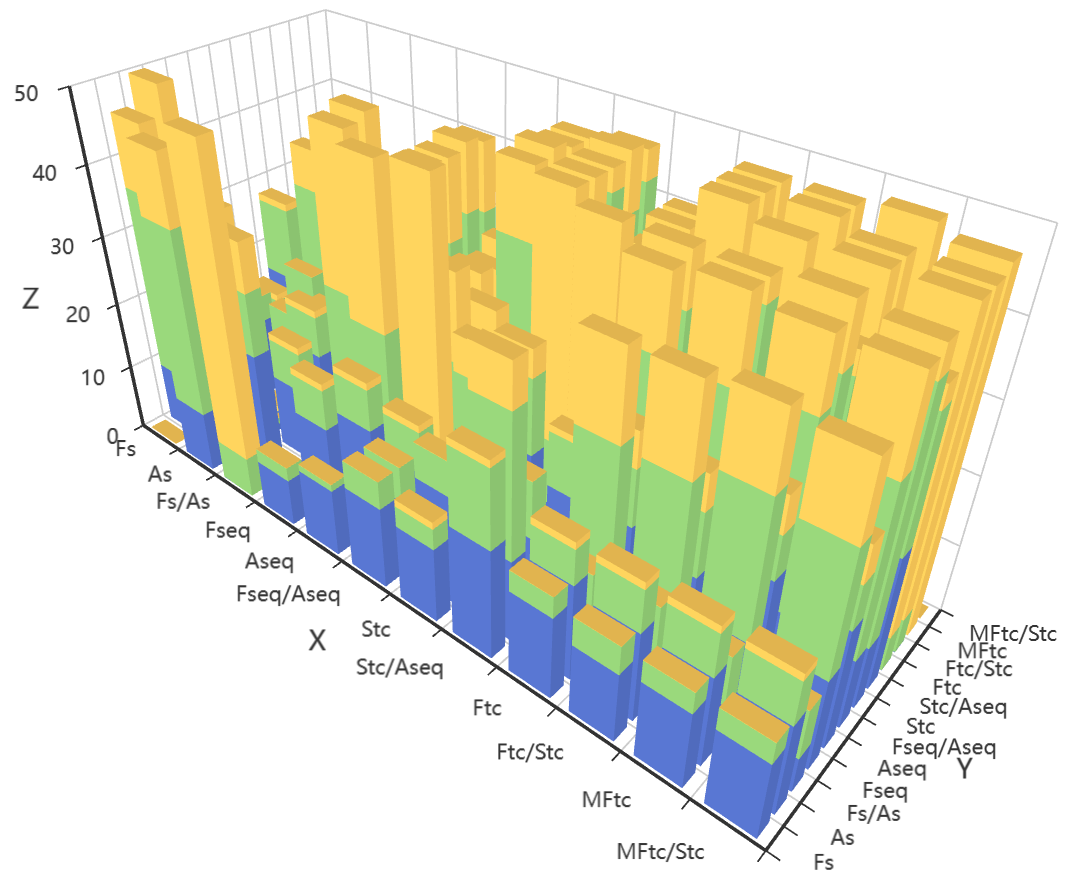 50
40
30
20
10
0
Z
Fs
As
Fs/As
Fseq
Aseq
Fseq/Aseq
Stc
Stc/Aseq
Ftc
Ftc/Stc
MFtc
MFtc/Stc
X
MFtc/Stc
MFtc
Ftc/Stc
Ftc
Stc/Aseq
Stc
Fseq/Aseq
Aseq
Fseq
Fs/As
As
Fs
Y